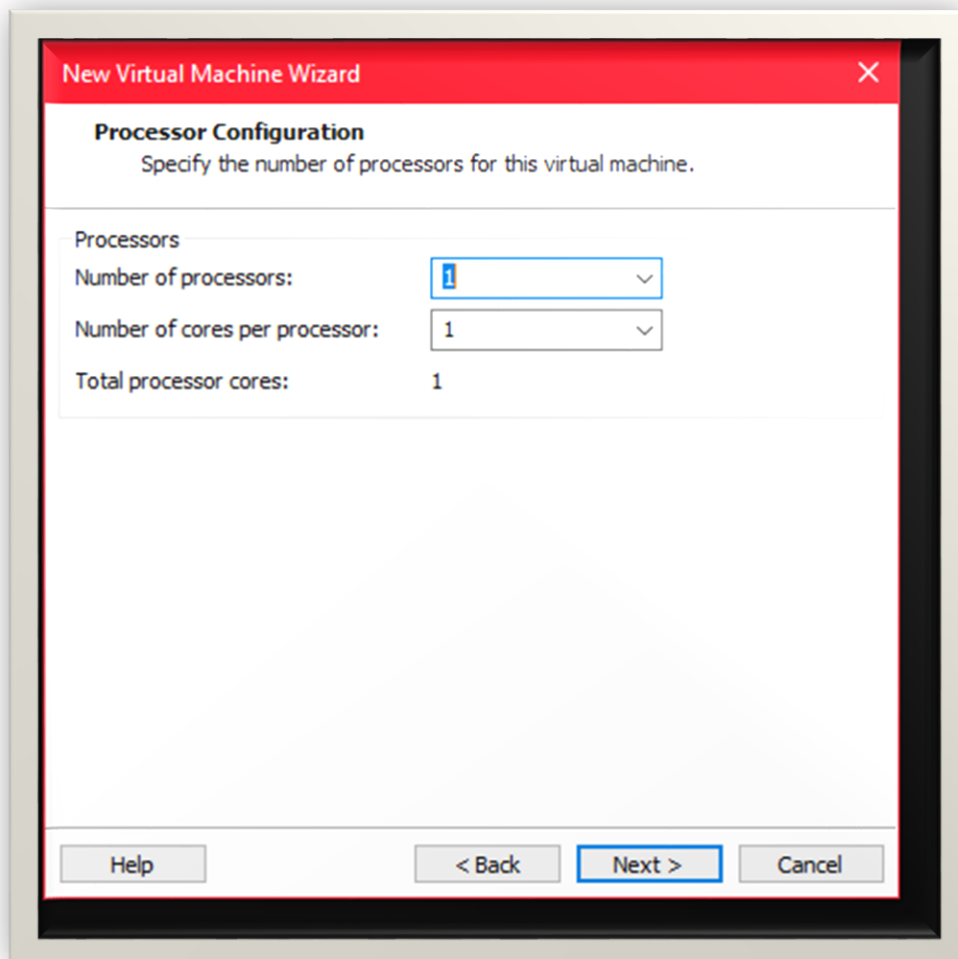 New Virtual Machine Wizard
Processor Configuration
Specify the number of processors for this virtual machine.
Processors
Number of processors: 1
Number of cores per processor: 1
Total processor cores: 1
Help < Back Next > Cancel